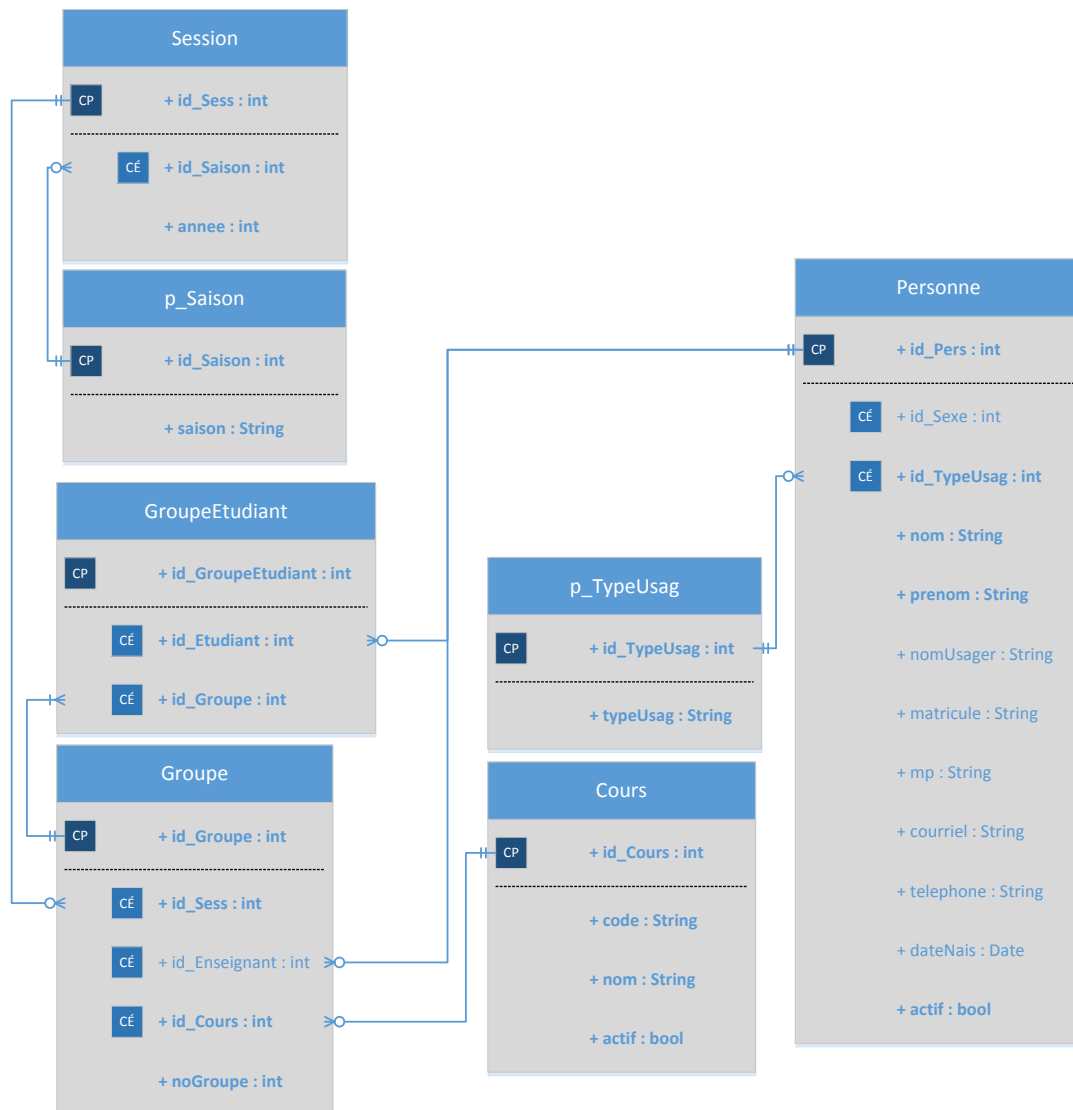 Session
CP + id_Sess : int
CÉ + id_Saison : int
+ annee : int
p_Saison
CP + id_Saison : int
+ saison : String
GroupeEtudiant
CP + id_GroupeEtudiant : int
CÉ + id_Etudiant : int
CÉ + id_Groupe : int
Groupe
CP + id_Groupe : int
CÉ + id_Sess : int
CÉ + id_Enseignant : int
CÉ + id_Cours : int
+ noGroupe : int
p_TypeUsag
CP + id_TypeUsag : int
+ typeUsag : String
Cours
CP + id_Cours : int
+ code : String
+ nom : String
+ actif : bool
Personne
CP + id_Pers : int
CÉ + id_Sexe : int
CÉ + id_TypeUsag : int
+ nom : String
+ prenom : String
+ nomUsager : String
+ matricule : String
+ mp : String
+ courriel : String
+ telephone : String
+ dateNais : Date
+ actif : bool